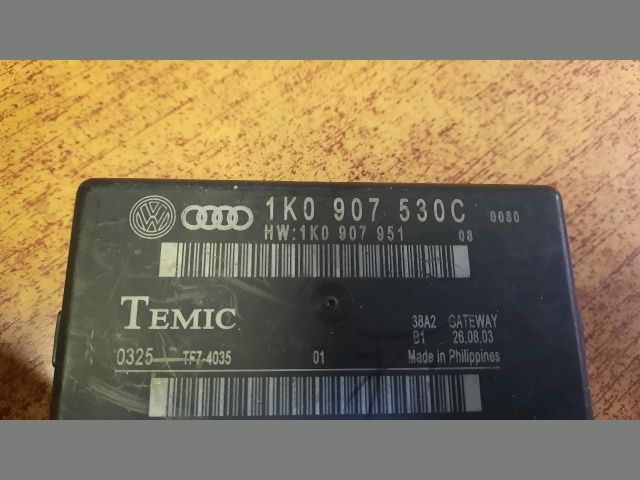 1K0 907 530C 0080
HW:1K0 907 951 08
TEMIC
38A2 GATEWAY
B1 26.08.03
0325 TF7-4035 01 Made in Philippines